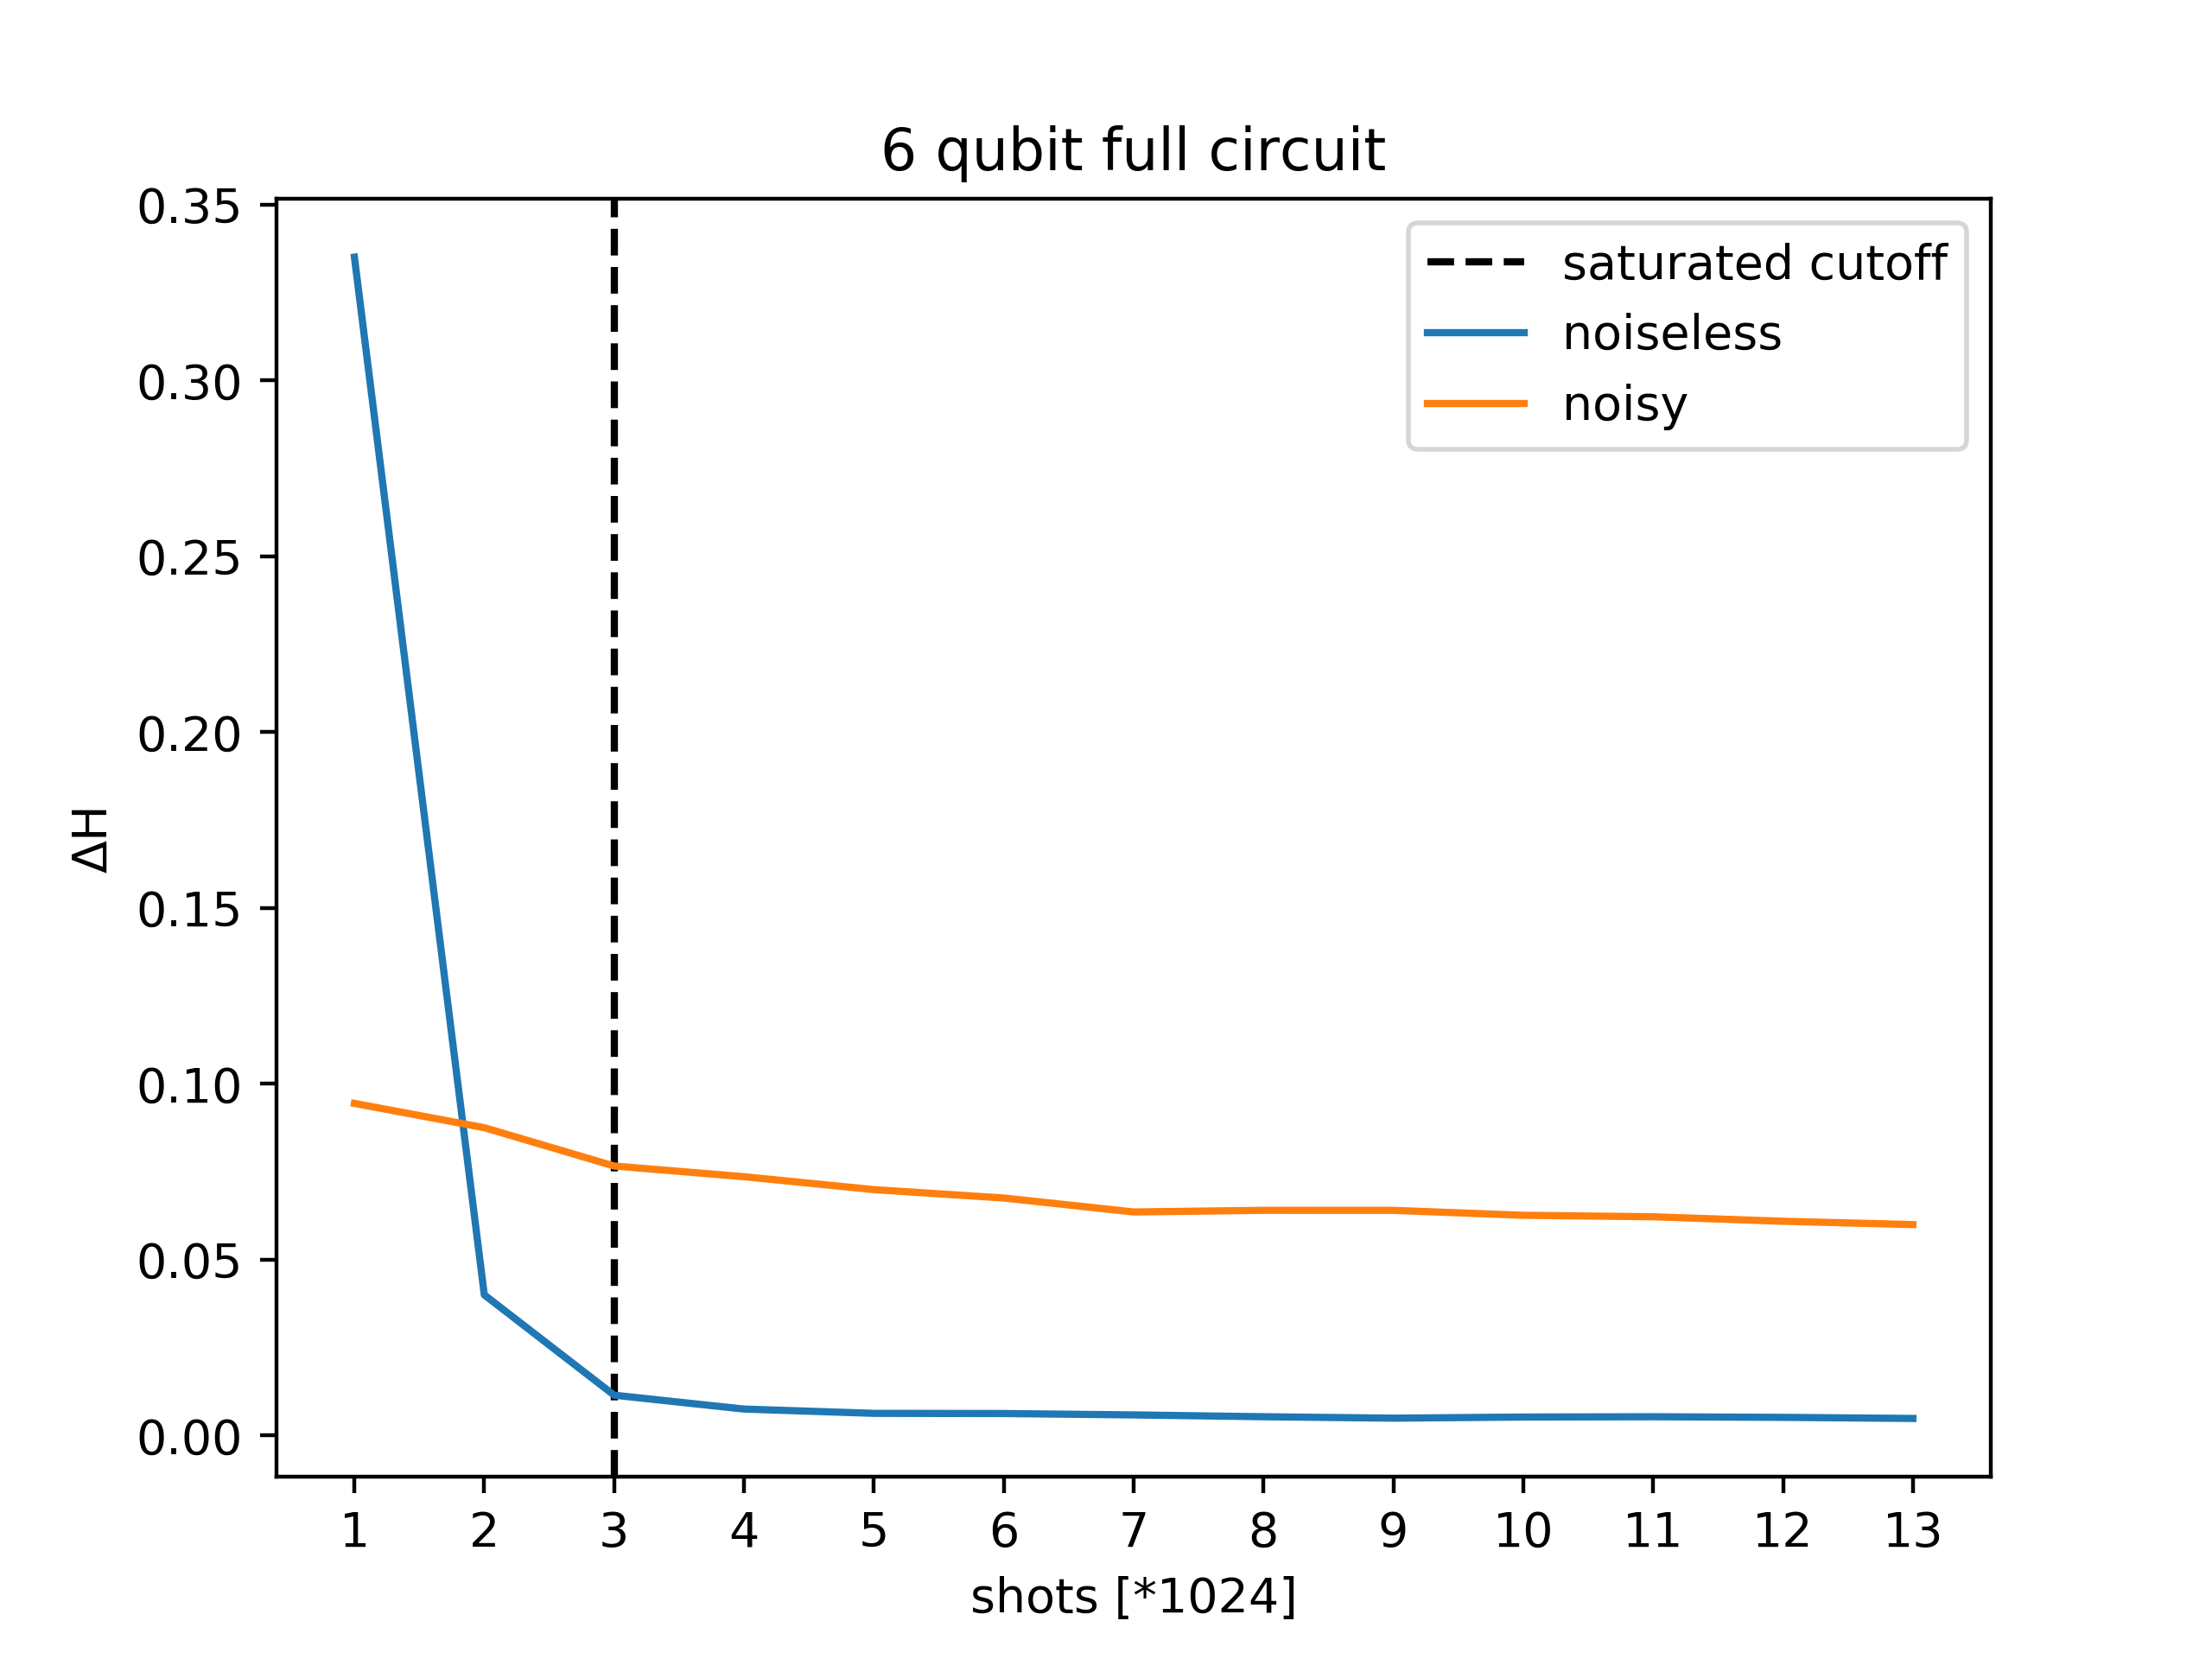 6 qubit full circuit
0.35
0.30
0.25
0.20
0.15
0.10
0.05
0.00
ΔH
saturated cutoff
noiseless
noisy
1 2 3 4 5 6 7 8 9 10 11 12 13
shots [*1024]